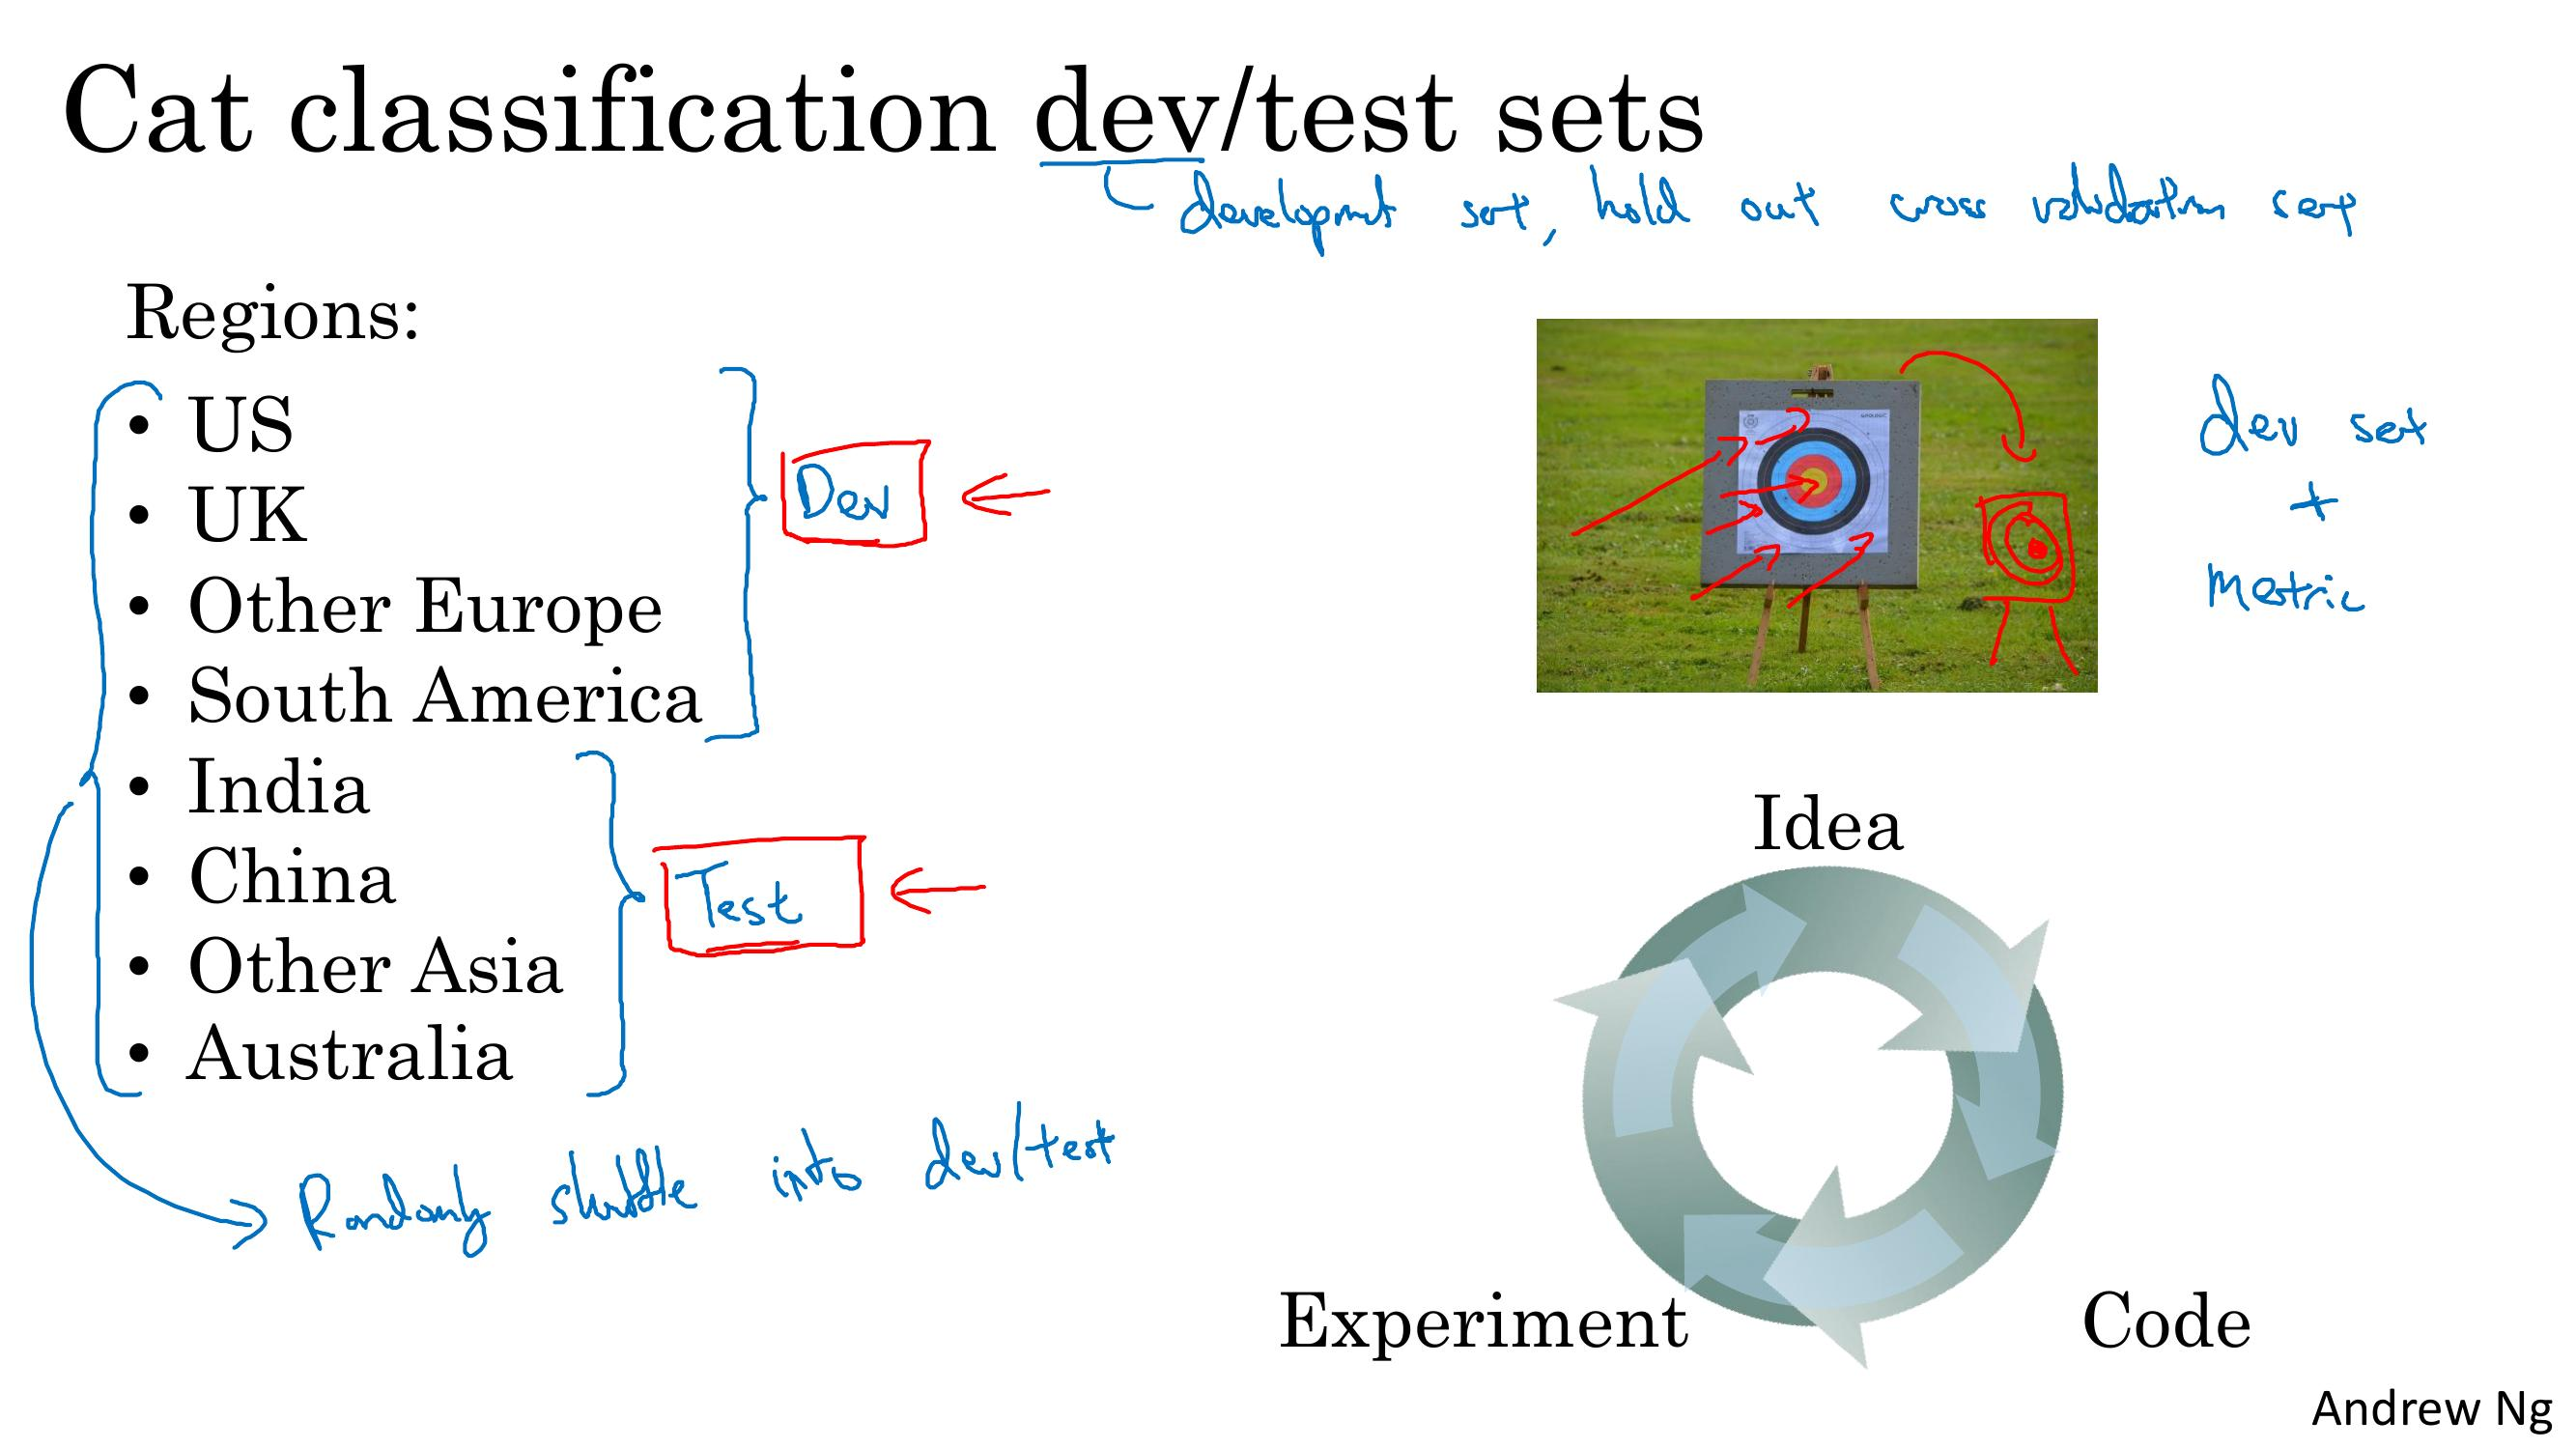 Cat classification dev/test sets
development set, hold out cross validation set
Regions:
• US
• UK
• Other Europe
• South America
• India
• China
• Other Asia
• Australia
Dev
Test
Randomly shuffle into dev/test
dev set
+
metric
Idea
Code
Experiment
Andrew Ng